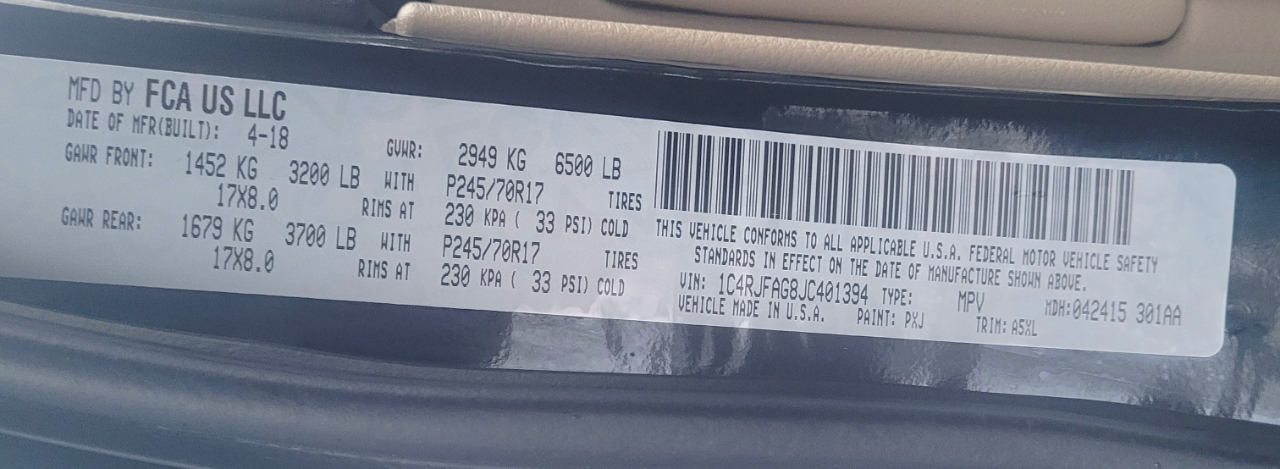 MFD BY FCA US LLC
DATE OF MFR(BUILT): 4-18 GVWR: 2949 KG 6500 LB
GAWR FRONT: 1452 KG 3200 LB WITH P245/70R17 TIRES
17X8.0 RIMS AT 230 KPA ( 33 PSI) COLD
GAWR REAR: 1679 KG 3700 LB WITH P245/70R17 TIRES
17X8.0 RIMS AT 230 KPA ( 33 PSI) COLD
THIS VEHICLE CONFORMS TO ALL APPLICABLE U.S.A. FEDERAL MOTOR VEHICLE SAFETY
STANDARDS IN EFFECT ON THE DATE OF MANUFACTURE SHOWN ABOVE.
VIN: 1C4RJFAG8JC401394 TYPE: MPV MDH:042415 301AA
VEHICLE MADE IN U.S.A. PAINT: PXJ TRIM: A5XL